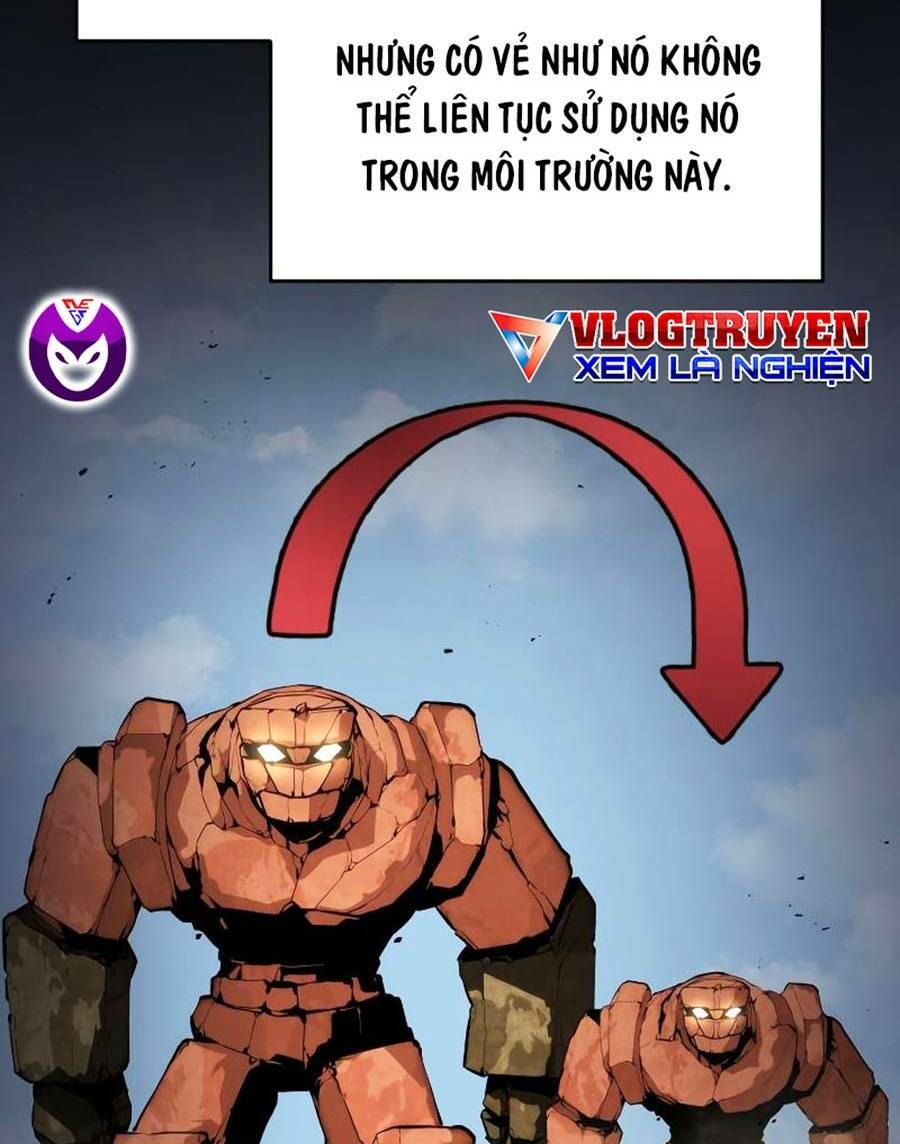 NHƯNG CÓ VẺ NHƯ NÓ KHÔNG
THỂ LIÊN TỤC SỬ DỤNG NÓ
TRONG MÔI TRƯỜNG NÀY.
VLOGTRUYEN
XEM LÀ NGHIỆN